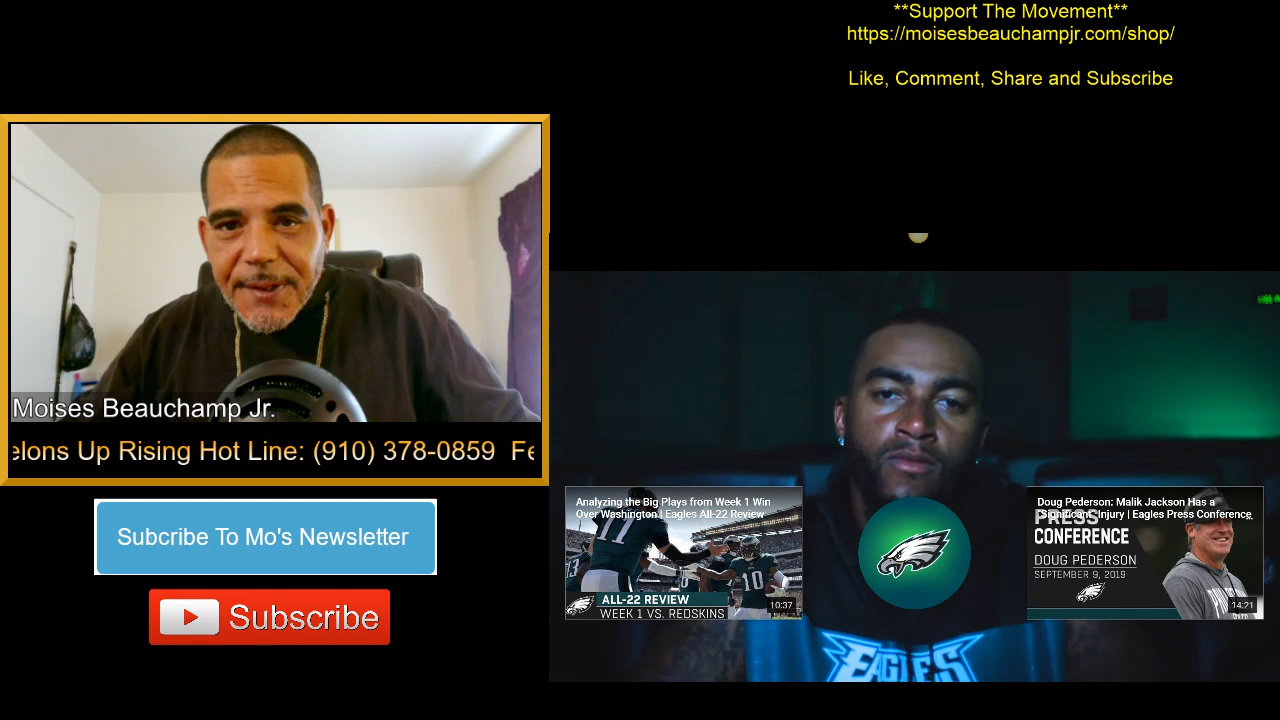 **Support The Movement**
https://moisesbeauchampjr.com/shop/
Like, Comment, Share and Subscribe
Moises Beauchamp Jr.
elons Up Rising Hot Line: (910) 378-0859 Fe
Subcribe To Mo's Newsletter
Subscribe
Analyzing the Big Plays from Week 1 Win
Over Washington | Eagles All-22 Review
17
10
ALL-22 REVIEW
WEEK 1 VS. REDSKINS
10:37
Doug Pederson: Malik Jackson Has a
'Significant' Injury | Eagles Press Conference
PRESS
CONFERENCE
DOUG PEDERSON
SEPTEMBER 9, 2019
14:21
EAGLES